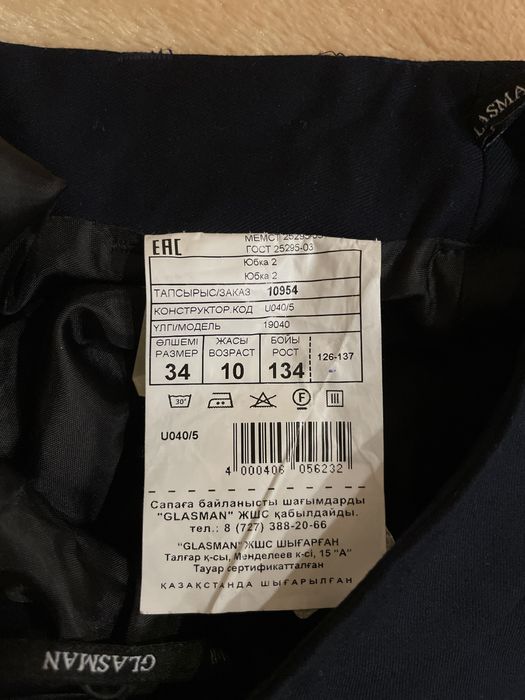 LASMA
ЕАС
МЕМСТ 25295-03
ГОСТ 25295-03
Юбка 2
Юбка 2
ТАПСЫРЫС/ЗАКАЗ 10954
КОНСТРУКТОР.КОД U040/5
ҮЛГІ/МОДЕЛЬ 19040
ӨЛШЕМІ ЖАСЫ БОЙЫ
РАЗМЕР ВОЗРАСТ РОСТ 126-137
34 10 134
30°
P
U040/5
4 000406 056232
Сапаға байланысты шағымдарды
"GLASMAN" ЖШС қабылдайды.
тел.: 8 (727) 388-20-66
"GLASMAN" ЖШС ШЫҒАРҒАН
Талғар қ-сы, Менделеев к-сі, 15 "А"
Тауар сертификатталған
ҚАЗАҚСТАНДА ШЫҒАРЫЛҒАН
GLASMAN